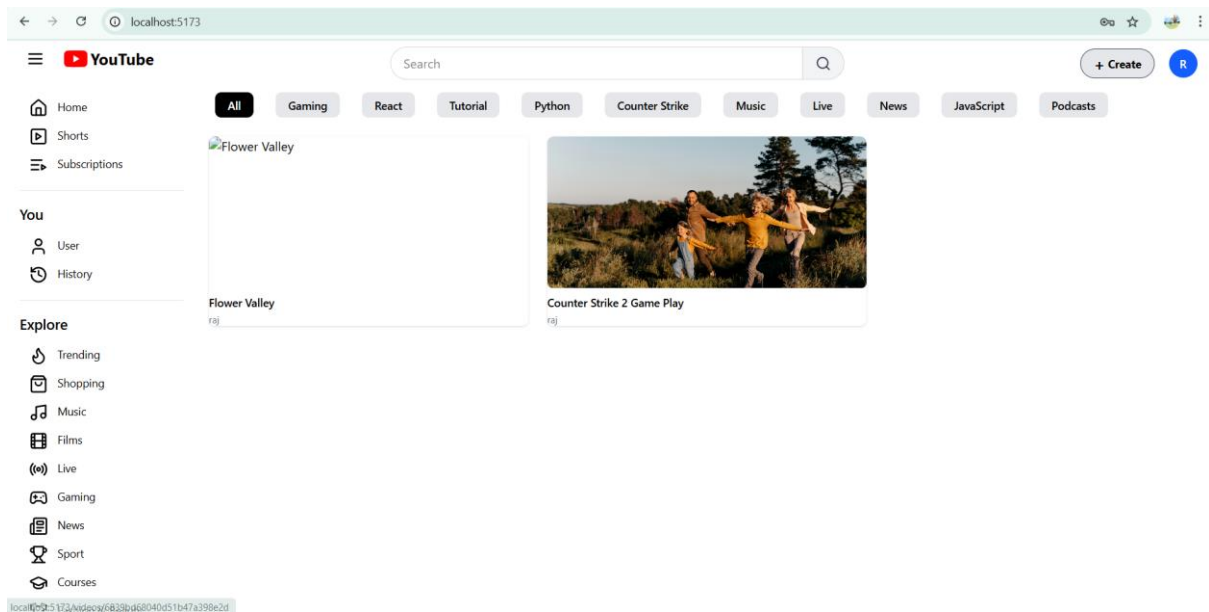 localhost:5173
YouTube
Search
+ Create
R
Home
Shorts
Subscriptions
You
User
History
Explore
Trending
Shopping
Music
Films
Live
Gaming
News
Sport
Courses
All Gaming React Tutorial Python Counter Strike Music Live News JavaScript Podcasts
Flower Valley
Flower Valley
raj
Counter Strike 2 Game Play
raj